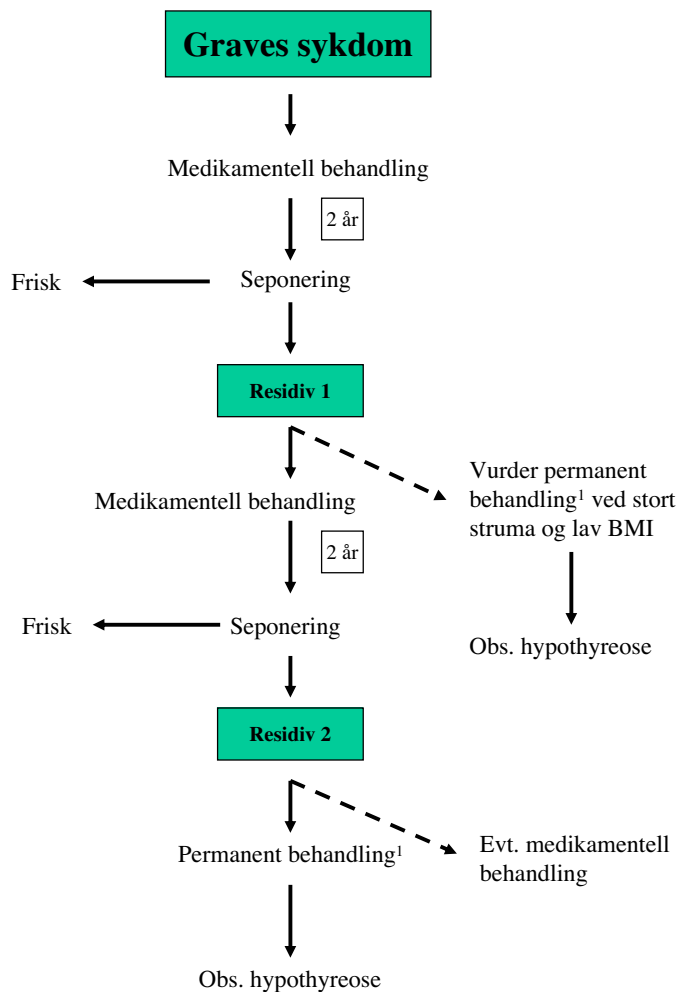 Graves sykdom
Medikamentell behandling
2 år
Frisk
Seponering
Residiv 1
Medikamentell behandling
Vurder permanent
behandling¹ ved stort
struma og lav BMI
2 år
Frisk
Seponering
Obs. hypothyreose
Residiv 2
Permanent behandling¹
Evt. medikamentell
behandling
Obs. hypothyreose